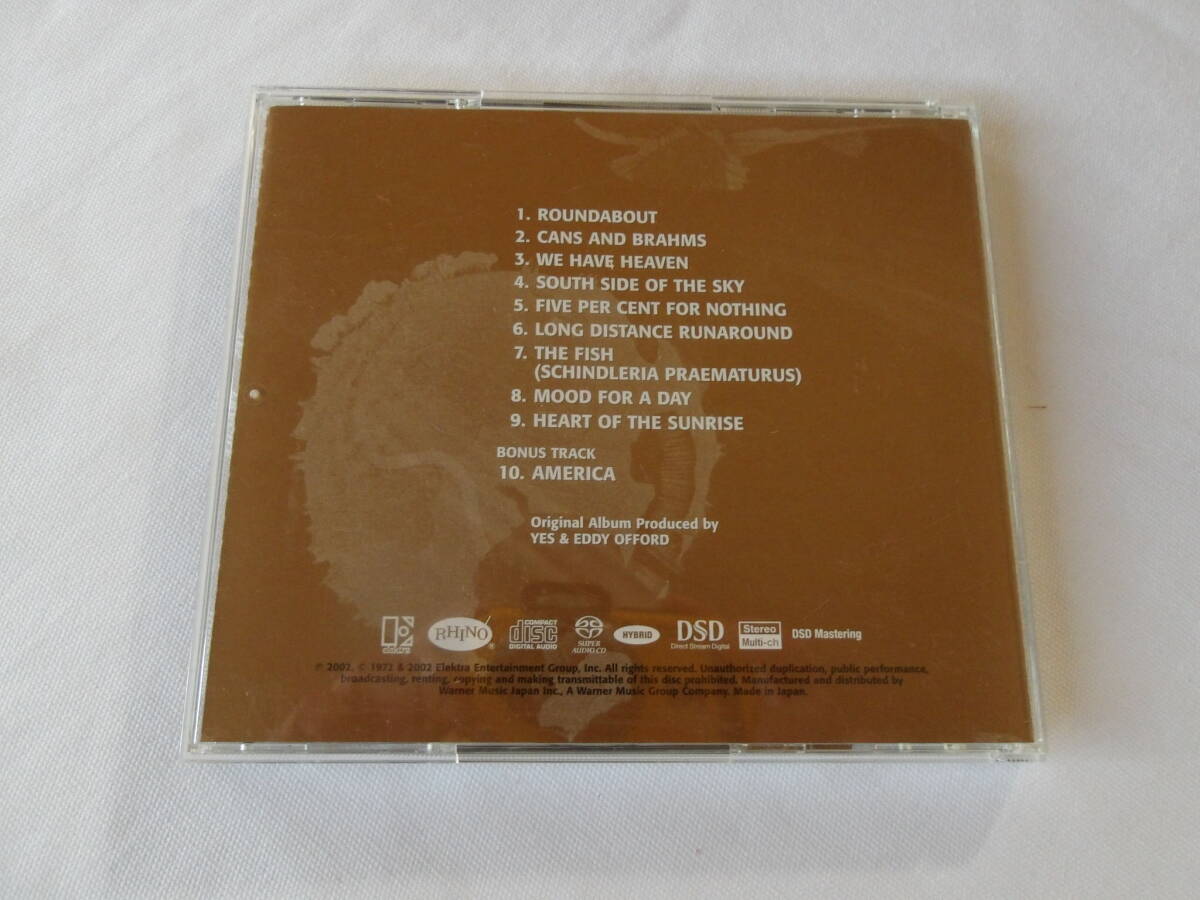 1. ROUNDABOUT
2. CANS AND BRAHMS
3. WE HAVE HEAVEN
4. SOUTH SIDE OF THE SKY
5. FIVE PER CENT FOR NOTHING
6. LONG DISTANCE RUNAROUND
7. THE FISH
(SCHINDLERIA PRAEMATURUS)
8. MOOD FOR A DAY
9. HEART OF THE SUNRISE
BONUS TRACK
10. AMERICA
Original Album Produced by
YES & EDDY OFFORD
elektra
RHINO
COMPACT disc DIGITAL AUDIO
SUPER AUDIO CD
HYBRID
DSD
Direct Stream Digital
Stereo
Multi-ch
DSD Mastering
℗ 2002, © 1972 & 2002 Elektra Entertainment Group, Inc. All rights reserved. Unauthorized duplication, public performance,
broadcasting, renting, copying and making transmittable of this disc prohibited. Manufactured and distributed by
Warner Music Japan Inc., A Warner Music Group Company. Made in Japan.